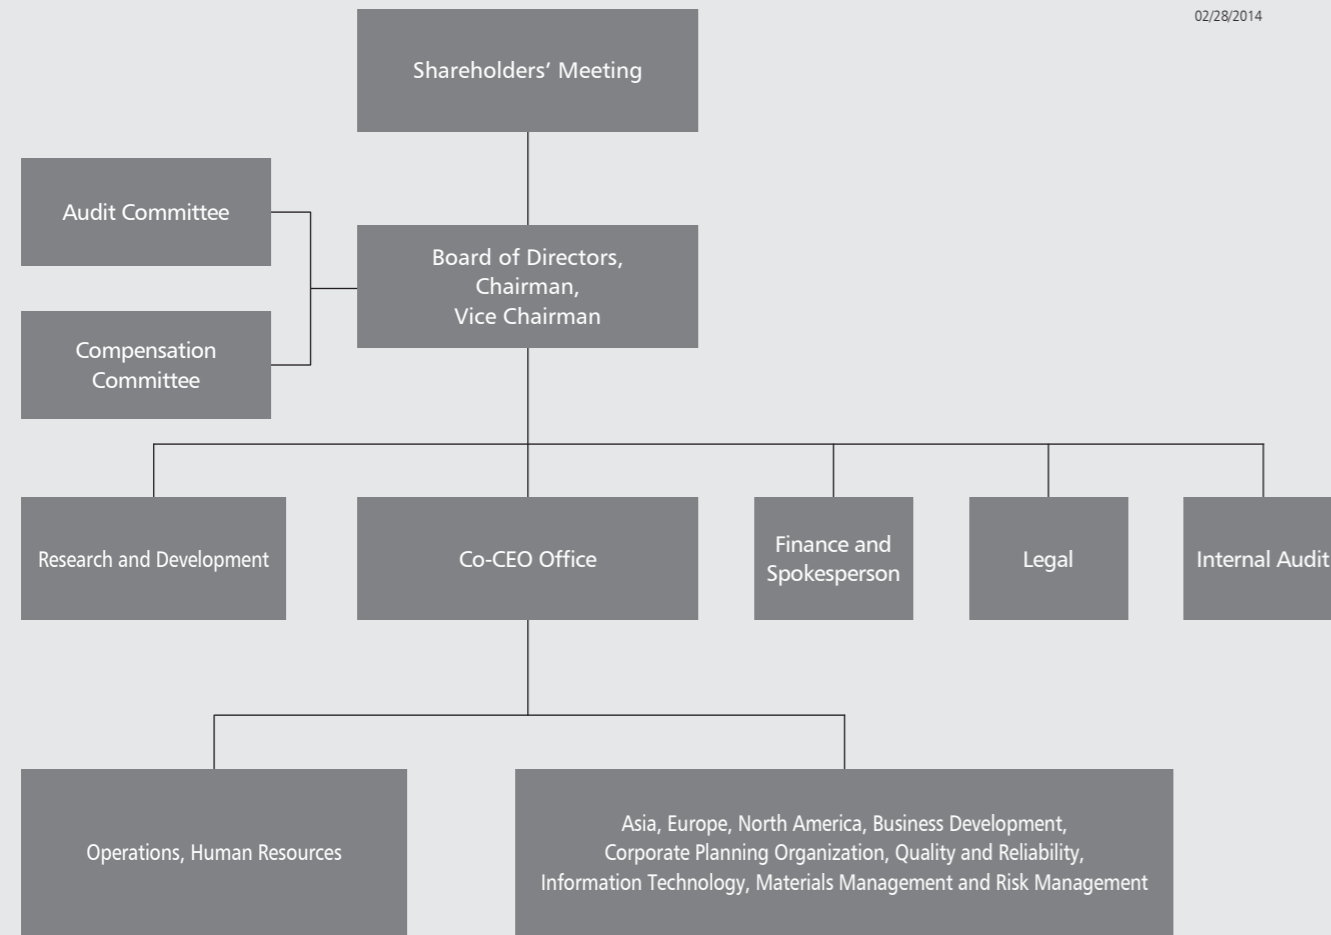 02/28/2014
Shareholders’ Meeting
Audit Committee
Board of Directors,
Chairman,
Vice Chairman
Compensation
Committee
Research and Development
Co-CEO Office
Finance and
Spokesperson
Legal
Internal Audit
Operations, Human Resources
Asia, Europe, North America, Business Development,
Corporate Planning Organization, Quality and Reliability,
Information Technology, Materials Management and Risk Management